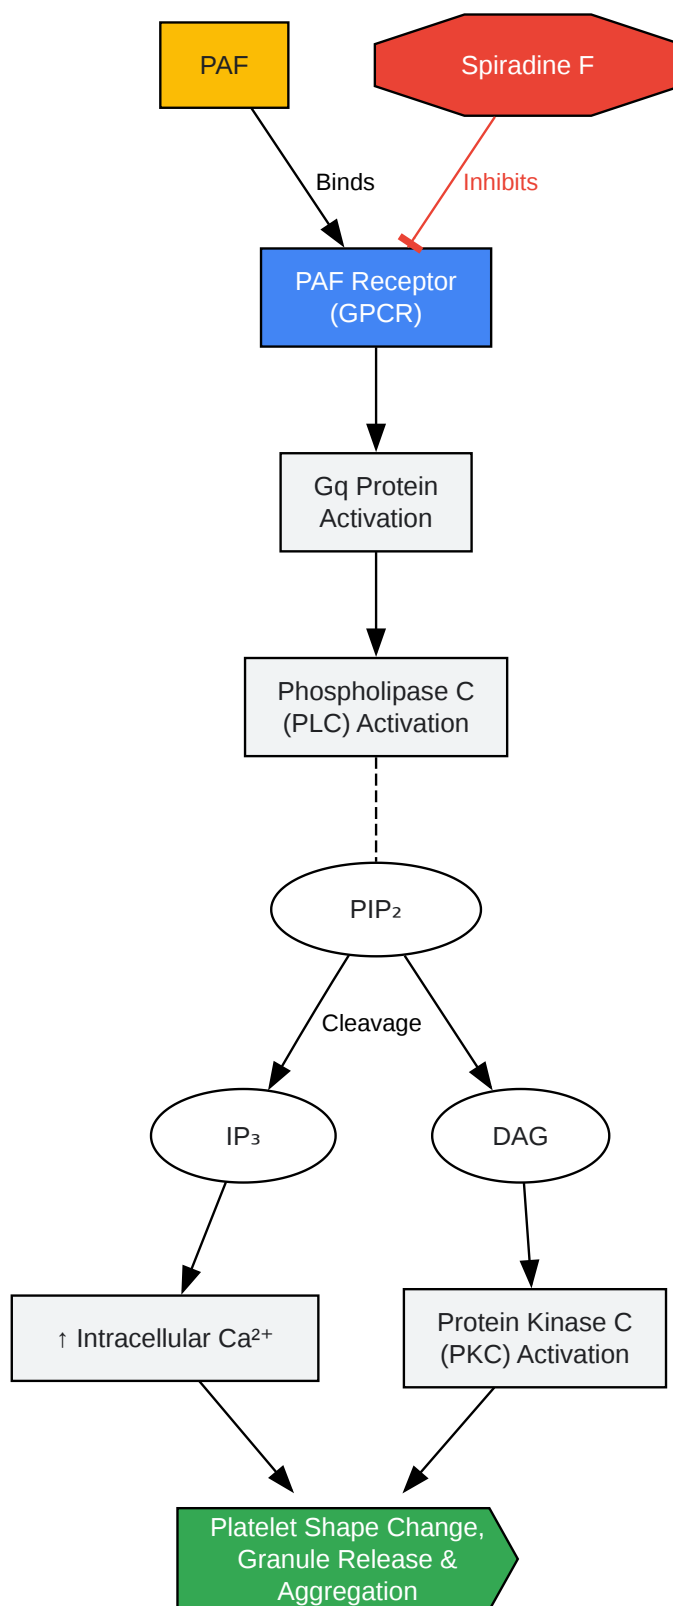 PAF
Spiradine F
Binds
Inhibits
PAF Receptor
(GPCR)
Gq Protein
Activation
Phospholipase C
(PLC) Activation
PIP₂
Cleavage
IP₃
DAG
↑ Intracellular Ca²⁺
Protein Kinase C
(PKC) Activation
Platelet Shape Change,
Granule Release &
Aggregation